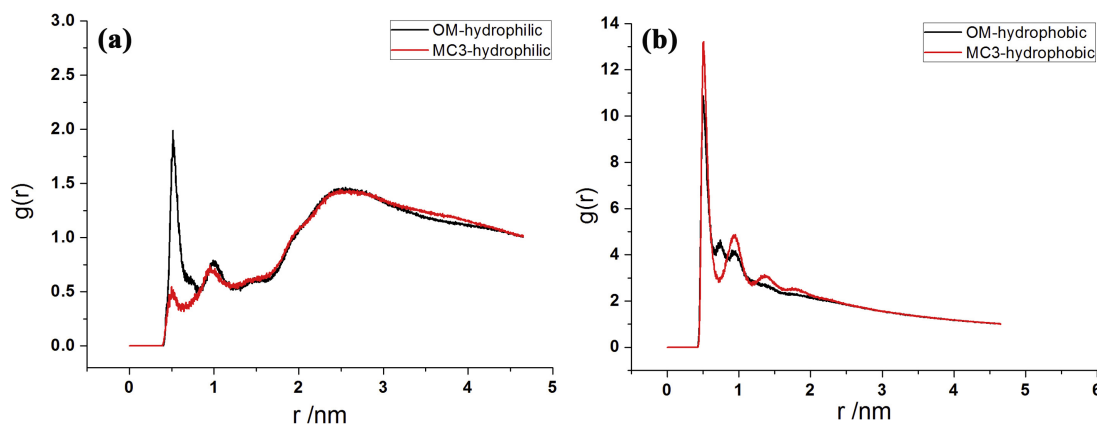 (a)
OM-hydrophilic
MC3-hydrophilic
3.0
2.5
2.0
1.5
1.0
0.5
0.0
g(r)
0 1 2 3 4 5
r /nm
(b)
OM-hydrophobic
MC3-hydrophobic
14
12
10
8
6
4
2
0
g(r)
0 1 2 3 4 5 6
r /nm